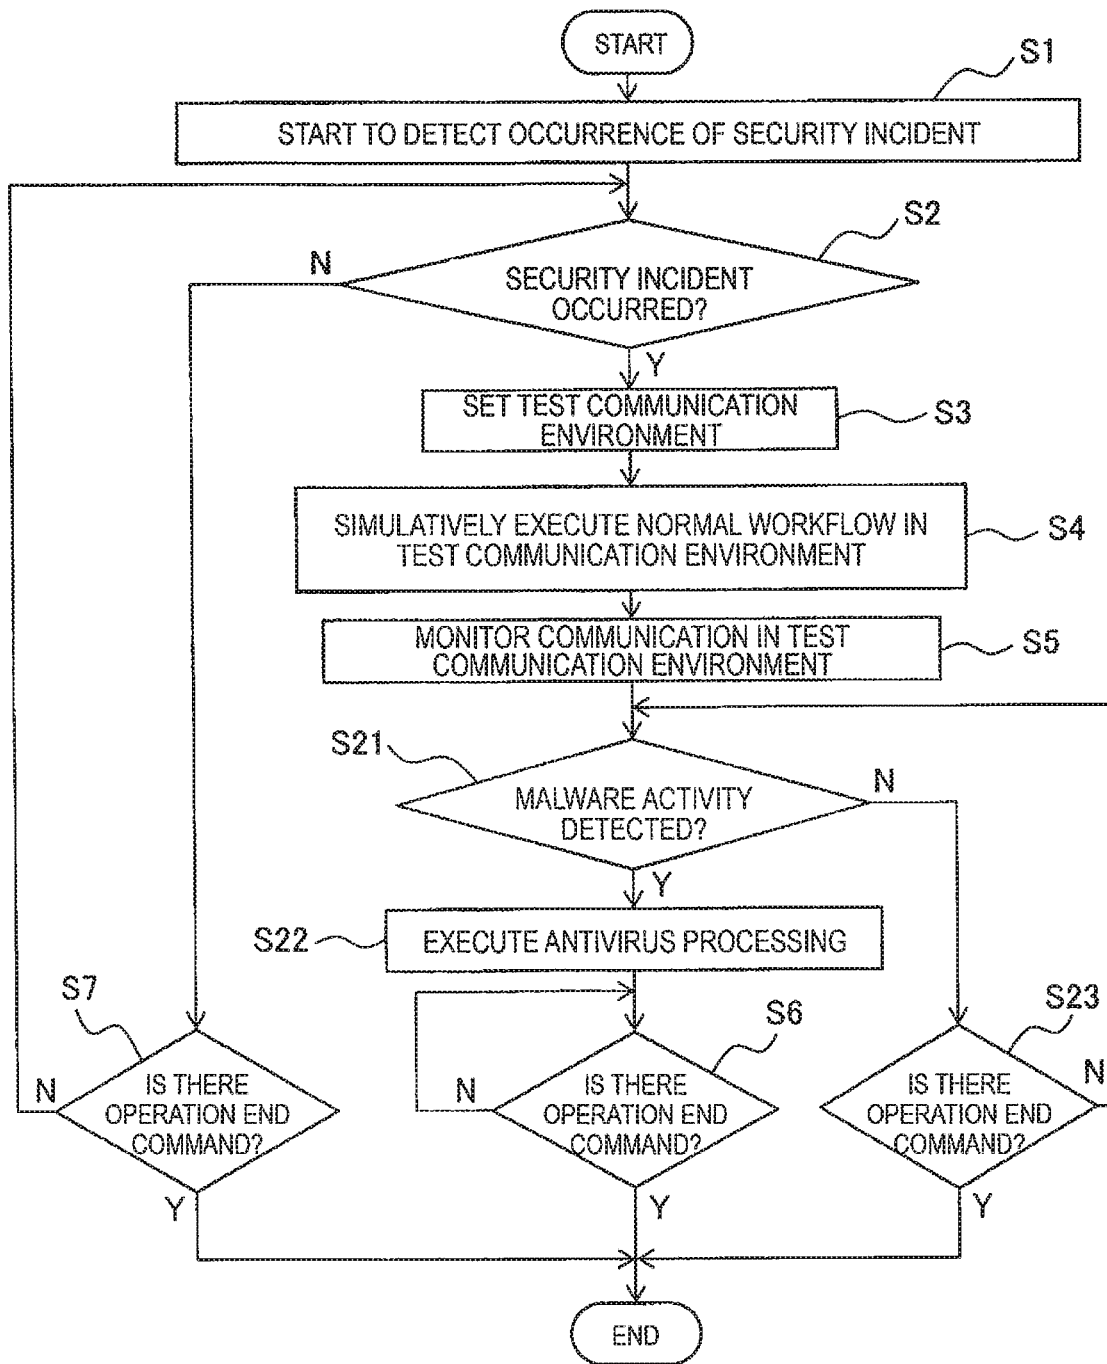 START
S1
START TO DETECT OCCURRENCE OF SECURITY INCIDENT
S2
N
SECURITY INCIDENT
OCCURRED?
Y
SET TEST COMMUNICATION
ENVIRONMENT
S3
SIMULATIVELY EXECUTE NORMAL WORKFLOW IN
TEST COMMUNICATION ENVIRONMENT
S4
MONITOR COMMUNICATION IN TEST
COMMUNICATION ENVIRONMENT
S5
S21
N
MALWARE ACTIVITY
DETECTED?
Y
S22
EXECUTE ANTIVIRUS PROCESSING
S7
N
IS THERE
OPERATION END
COMMAND?
Y
S6
N
IS THERE
OPERATION END
COMMAND?
Y
S23
N
IS THERE
OPERATION END
COMMAND?
Y
END